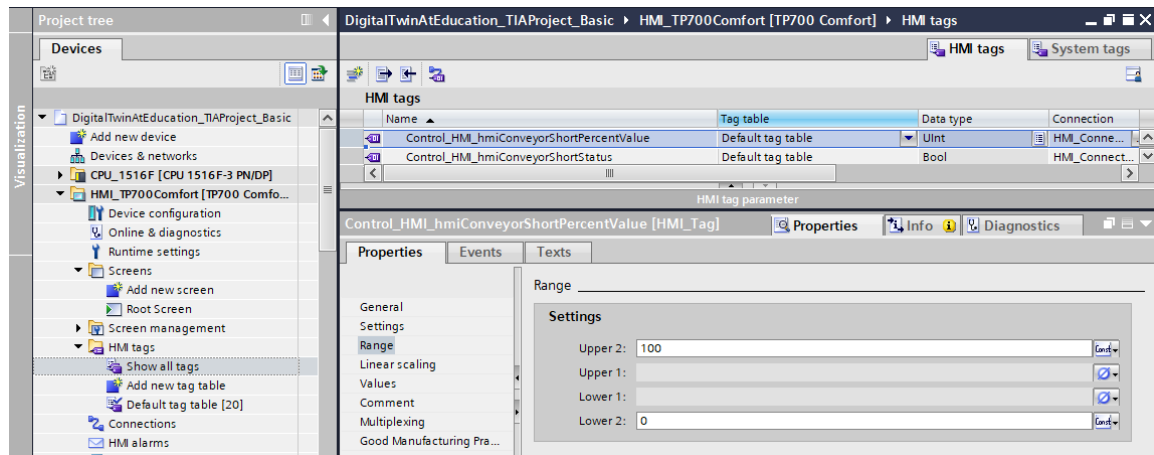 Project tree
DigitalTwinAtEducation_TIAProject_Basic ▸ HMI_TP700Comfort [TP700 Comfort] ▸ HMI tags
Devices
HMI tags
System tags
Visualization
DigitalTwinAtEducation_TIAProject_Basic
Add new device
Devices & networks
CPU_1516F [CPU 1516F-3 PN/DP]
HMI_TP700Comfort [TP700 Comfo...
Device configuration
Online & diagnostics
Runtime settings
Screens
Add new screen
Root Screen
Screen management
HMI tags
Show all tags
Add new tag table
Default tag table [20]
Connections
HMI alarms
HMI tags
Name Tag table Data type Connection
Control_HMI_hmiConveyorShortPercentValue Default tag table UInt HMI_Conne...
Control_HMI_hmiConveyorShortStatus Default tag table Bool HMI_Connect...
HMI tag parameter
Control_HMI_hmiConveyorShortPercentValue [HMI_Tag]
Properties
Info
Diagnostics
Properties
Events
Texts
General
Settings
Range
Linear scaling
Values
Comment
Multiplexing
Good Manufacturing Pra...
Range
Settings
Upper 2: 100 Const
Upper 1:
Lower 1:
Lower 2: 0 Const